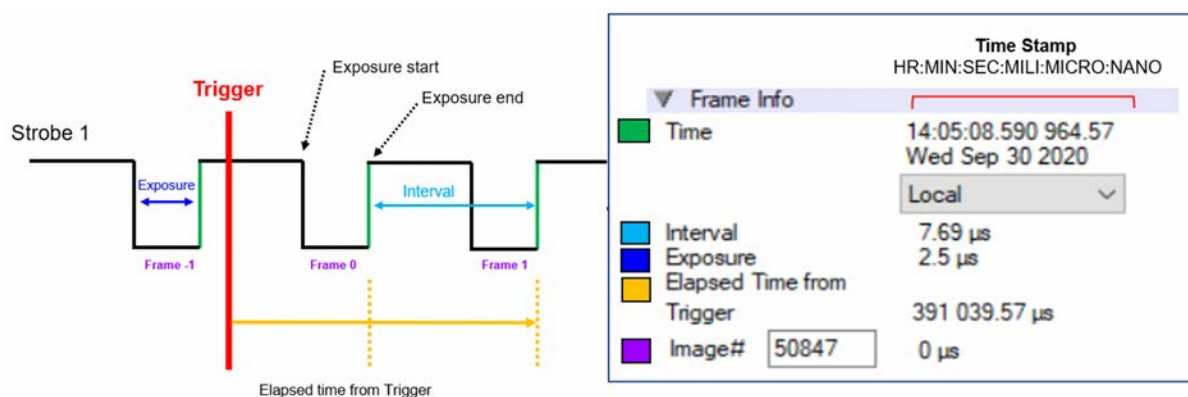 Trigger
Exposure start
Exposure end
Strobe 1
Exposure
Interval
Frame -1
Frame 0
Frame 1
Elapsed time from Trigger
Time Stamp
HR:MIN:SEC:MILI:MICRO:NANO
Frame Info
Time 14:05:08.590 964.57
Wed Sep 30 2020
Local
Interval 7.69 µs
Exposure 2.5 µs
Elapsed Time from
Trigger 391 039.57 µs
Image# 50847 0 µs